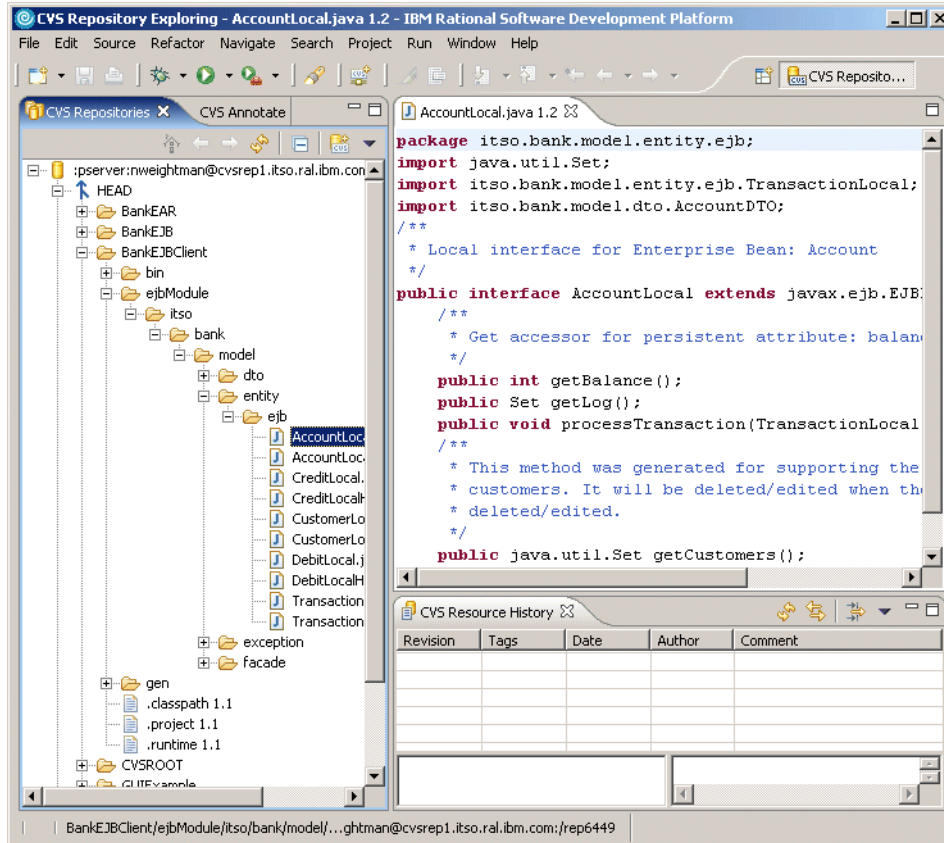 CVS Repository Exploring - AccountLocal.java 1.2 - IBM Rational Software Development Platform
File Edit Source Refactor Navigate Search Project Run Window Help
CVS Reposito...
CVS Repositories CVS Annotate
:pserver:nweightman@cvsrep1.itso.ral.ibm.com
HEAD
BankEAR
BankEJB
BankEJBClient
bin
ejbModule
itso
bank
model
dto
entity
ejb
AccountLoca
AccountLoc
CreditLocal.
CreditLocalH
CustomerLo
CustomerLo
DebitLocal.j
DebitLocalH
Transaction
Transaction
exception
facade
gen
.classpath 1.1
.project 1.1
.runtime 1.1
CVSROOT
GUIExample
AccountLocal.java 1.2
package itso.bank.model.entity.ejb;
import java.util.Set;
import itso.bank.model.entity.ejb.TransactionLocal;
import itso.bank.model.dto.AccountDTO;
/**
* Local interface for Enterprise Bean: Account
*/
public interface AccountLocal extends javax.ejb.EJB
/**
* Get accessor for persistent attribute: balan
*/
public int getBalance();
public Set getLog();
public void processTransaction(TransactionLocal
/**
* This method was generated for supporting the
* customers. It will be deleted/edited when th
* deleted/edited.
*/
public java.util.Set getCustomers();
CVS Resource History
Revision Tags Date Author Comment
BankEJBClient/ejbModule/itso/bank/model/...ghtman@cvsrep1.itso.ral.ibm.com:/rep6449